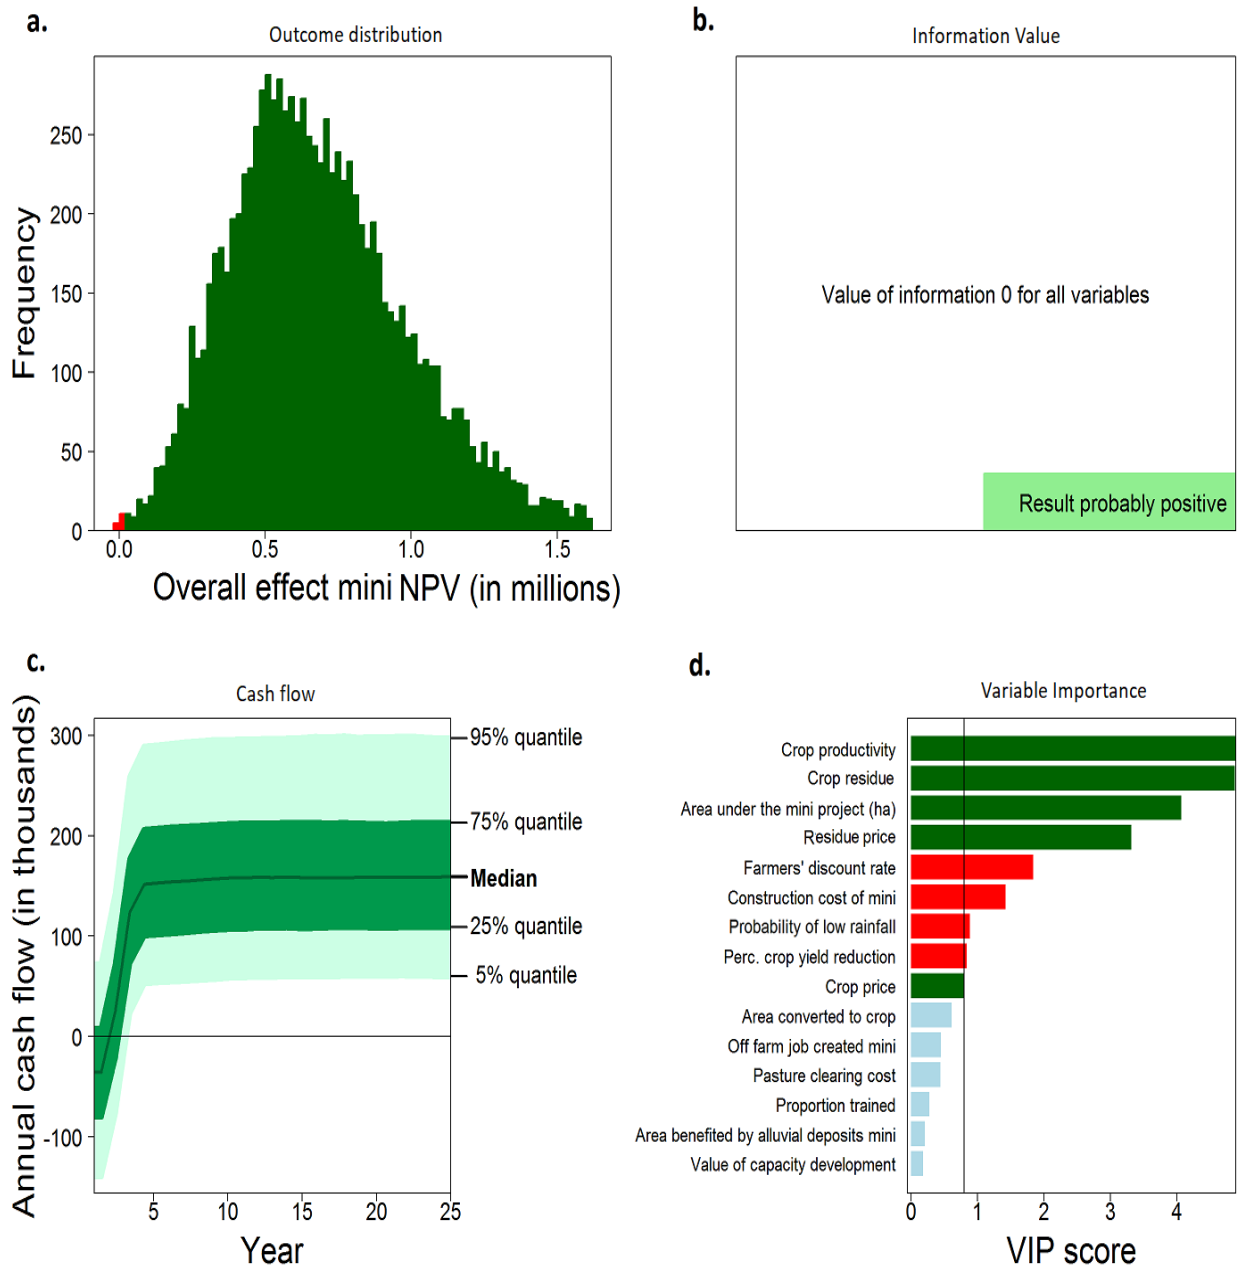 a.
Outcome distribution
Frequency
250
200
150
100
50
0
0.0
0.5
1.0
1.5
Overall effect mini NPV (in millions)
b.
Information Value
Value of information 0 for all variables
Result probably positive
c.
Cash flow
Annual cash flow (in thousands)
300
200
100
0
-100
95% quantile
75% quantile
Median
25% quantile
5% quantile
5
10
15
20
25
Year
d.
Variable Importance
Crop productivity
Crop residue
Area under the mini project (ha)
Residue price
Farmers' discount rate
Construction cost of mini
Probability of low rainfall
Perc. crop yield reduction
Crop price
Area converted to crop
Off farm job created mini
Pasture clearing cost
Proportion trained
Area benefited by alluvial deposits mini
Value of capacity development
0
1
2
3
4
VIP score